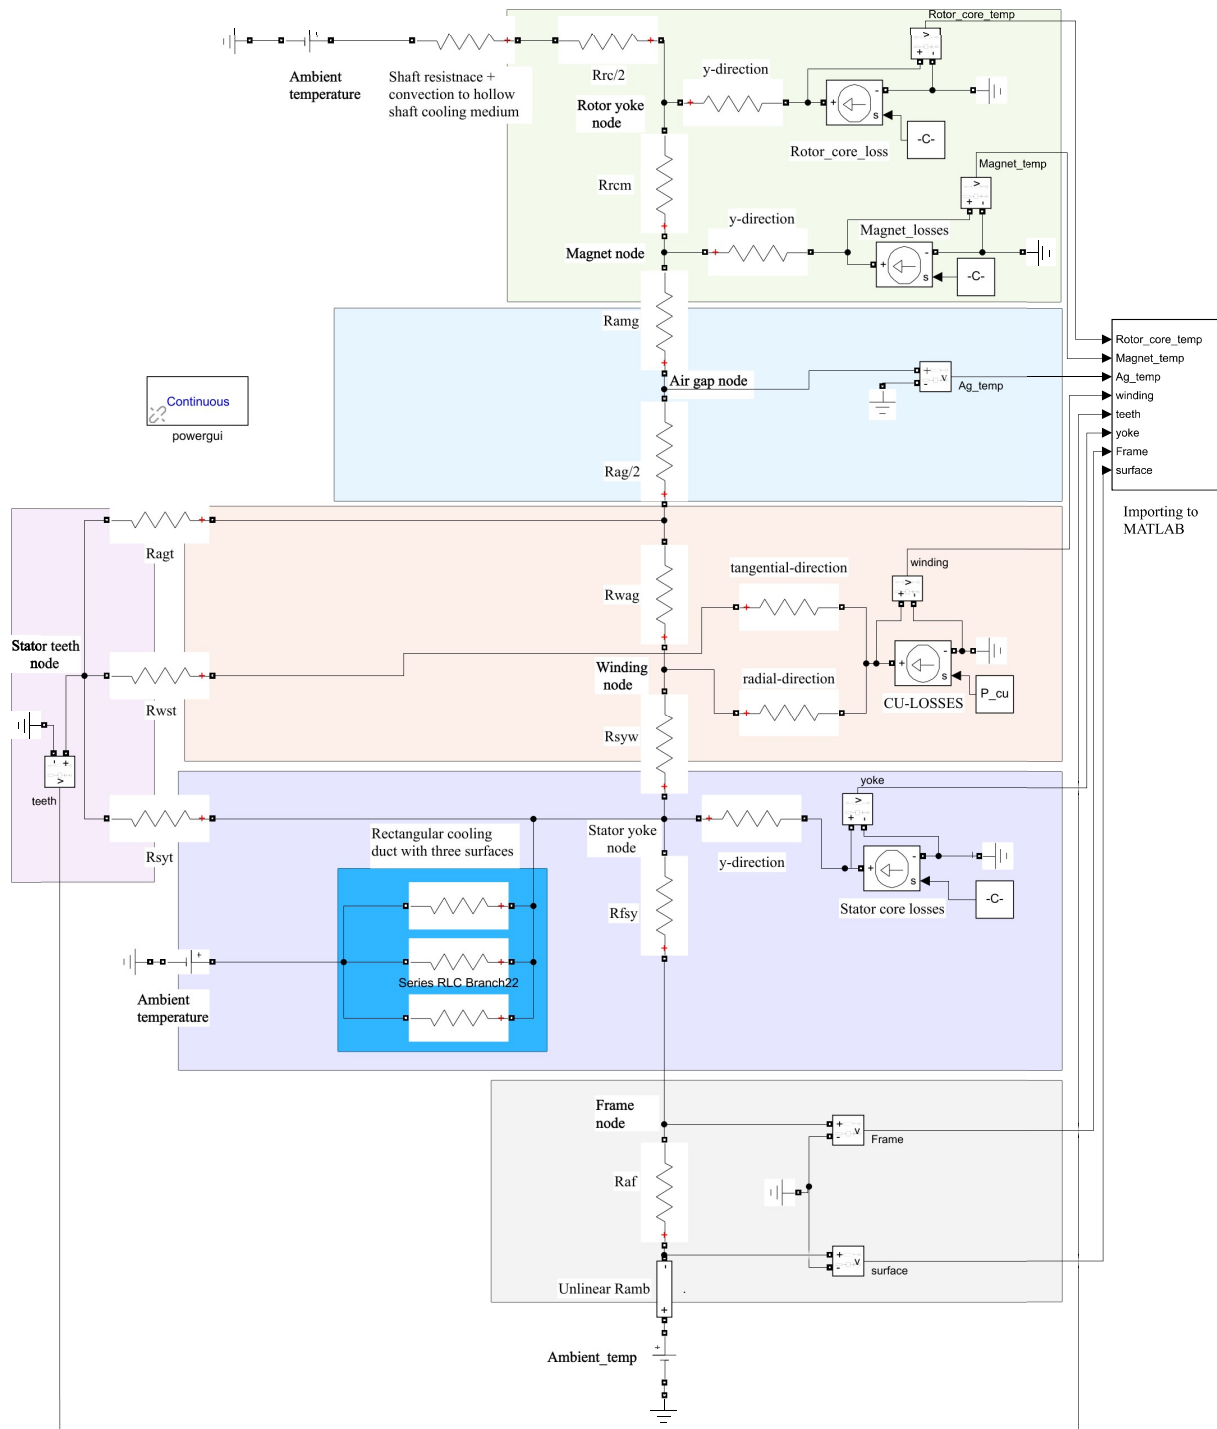 Rotor_core_temp
Ambient
temperature
Shaft resistnace +
convection to hollow
shaft cooling medium
Rrc/2
y-direction
Rotor yoke
node
Rotor_core_loss
-C-
s
Rrcm
Magnet_temp
y-direction
Magnet_losses
Magnet node
-C-
s
Ramg
Air gap node
Ag_temp
v
Rag/2
Continuous
powergui
Rotor_core_temp
Magnet_temp
Ag_temp
winding
teeth
yoke
Frame
surface
Importing to
MATLAB
Ragt
Rwag
tangential-direction
winding
Stator teeth
node
Rwst
Winding
node
radial-direction
CU-LOSSES
s
P_cu
Rsyw
teeth
yoke
Rsyt
Rectangular cooling
duct with three surfaces
Stator yoke
node
y-direction
Stator core losses
s
-C-
Rfsy
Series RLC Branch22
Ambient
temperature
Frame
node
v
Frame
Raf
v
surface
Unlinear Ramb
Ambient_temp